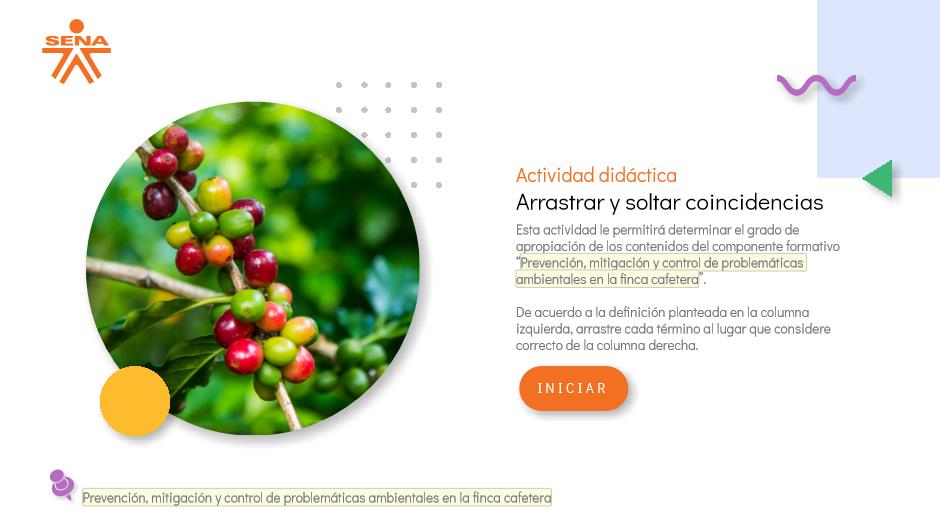 SENA
Actividad didáctica
Arrastrar y soltar coincidencias
Esta actividad le permitirá determinar el grado de
apropiación de los contenidos del componente formativo
“Prevención, mitigación y control de problemáticas
ambientales en la finca cafetera”.
De acuerdo a la definición planteada en la columna
izquierda, arrastre cada término al lugar que considere
correcto de la columna derecha.
INICIAR
Prevención, mitigación y control de problemáticas ambientales en la finca cafetera